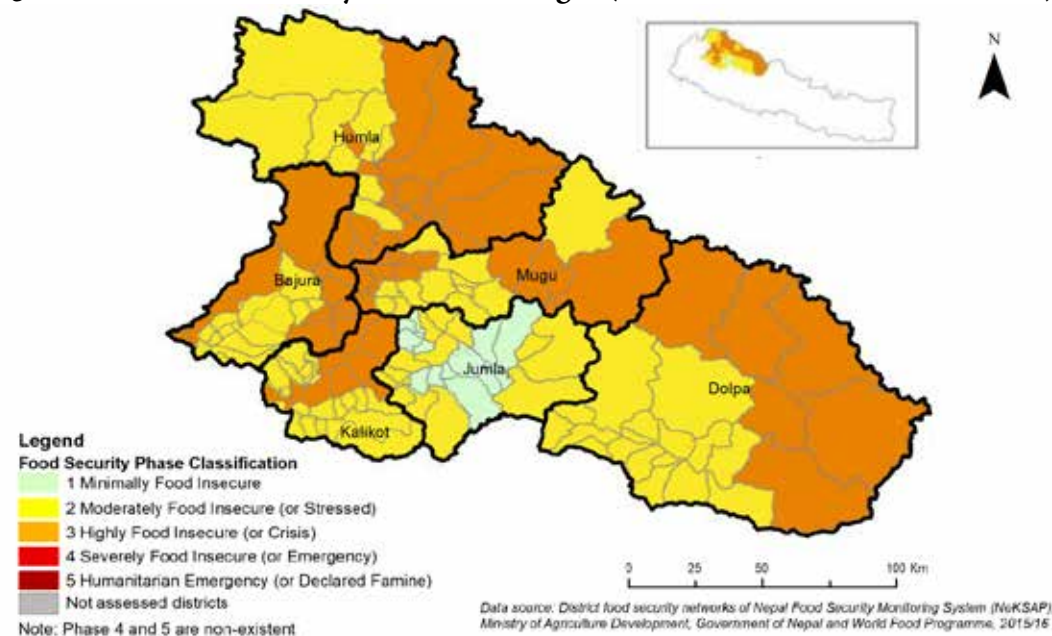 N
Humla
Mugu
Bajura
Jumla
Dolpa
Kalikot
Legend
Food Security Phase Classification
1 Minimally Food Insecure
2 Moderately Food Insecure (or Stressed)
3 Highly Food Insecure (or Crisis)
4 Severely Food Insecure (or Emergency)
5 Humanitarian Emergency (or Declared Famine)
Not assessed districts
Note: Phase 4 and 5 are non-existent
0 25 50 100 Km
Data source: District food security networks of Nepal Food Security Monitoring System (NeKSAP)
Ministry of Agriculture Development, Government of Nepal and World Food Programme, 2015/16